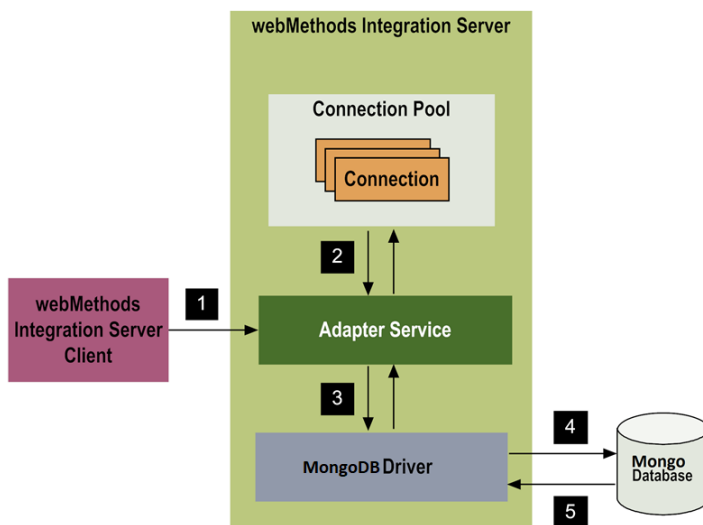 webMethods Integration Server
Connection Pool
Connection
2
1
webMethods
Integration Server
Client
Adapter Service
3
MongoDB Driver
4
Mongo
Database
5